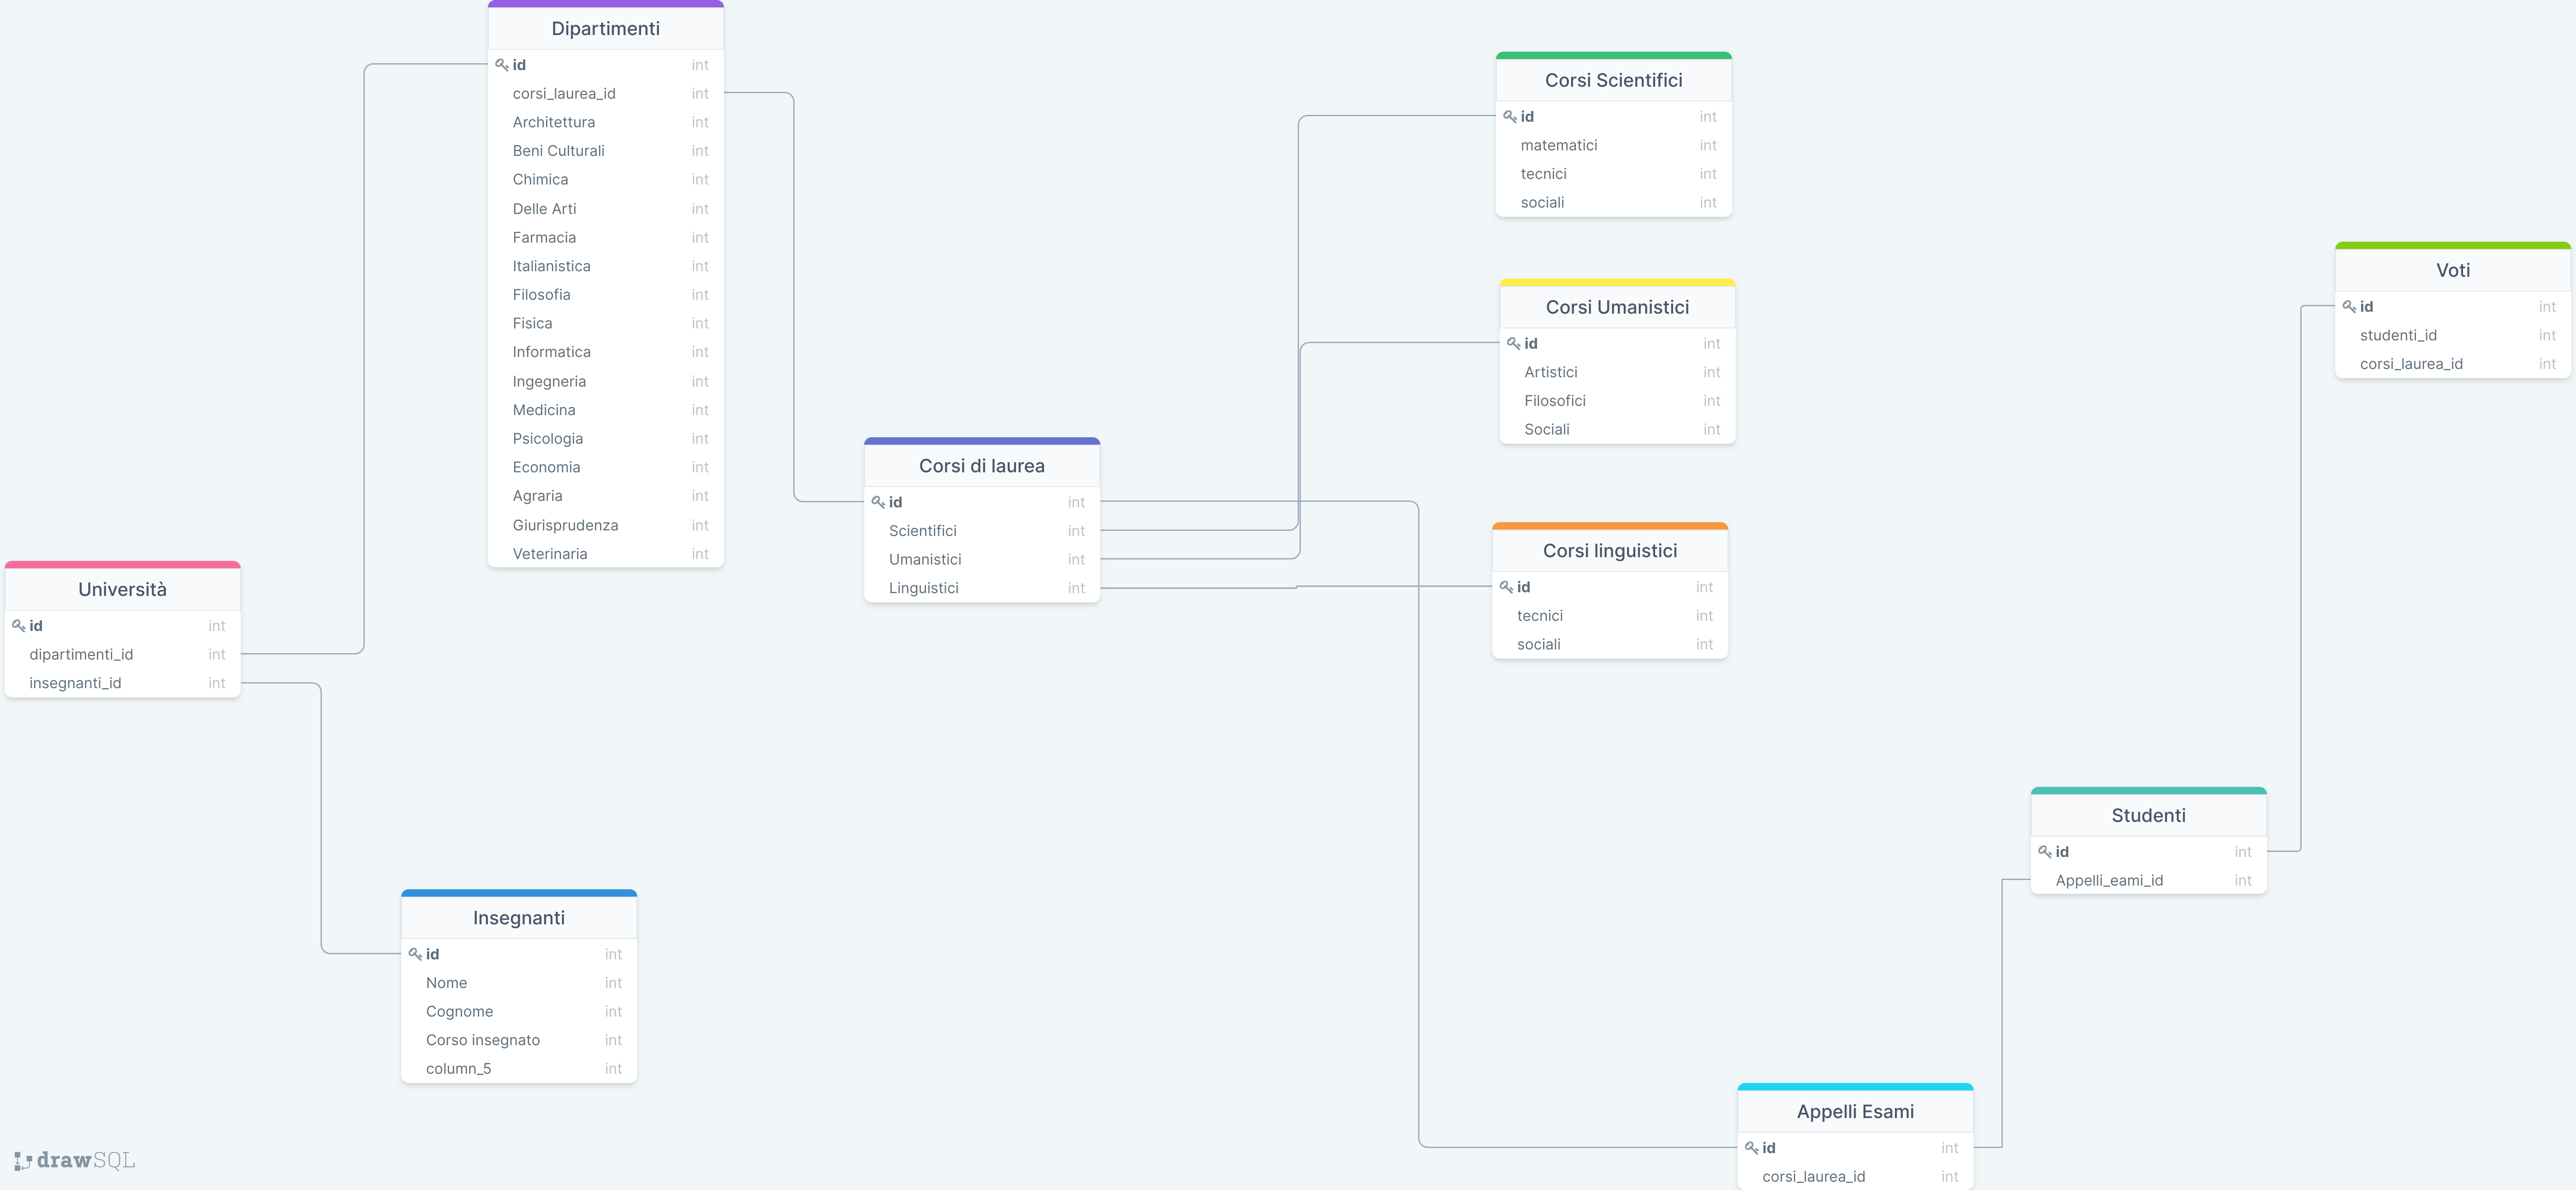 Dipartimenti
id int
corsi_laurea_id int
Architettura int
Beni Culturali int
Chimica int
Delle Arti int
Farmacia int
Italianistica int
Filosofia int
Fisica int
Informatica int
Ingegneria int
Medicina int
Psicologia int
Economia int
Agraria int
Giurisprudenza int
Veterinaria int
Università
id int
dipartimenti_id int
insegnanti_id int
Insegnanti
id int
Nome int
Cognome int
Corso insegnato int
column_5 int
Corsi di laurea
id int
Scientifici int
Umanistici int
Linguistici int
Corsi Scientifici
id int
matematici int
tecnici int
sociali int
Corsi Umanistici
id int
Artistici int
Filosofici int
Sociali int
Corsi linguistici
id int
tecnici int
sociali int
Voti
id int
studenti_id int
corsi_laurea_id int
Studenti
id int
Appelli_eami_id int
Appelli Esami
id int
corsi_laurea_id int
drawSQL